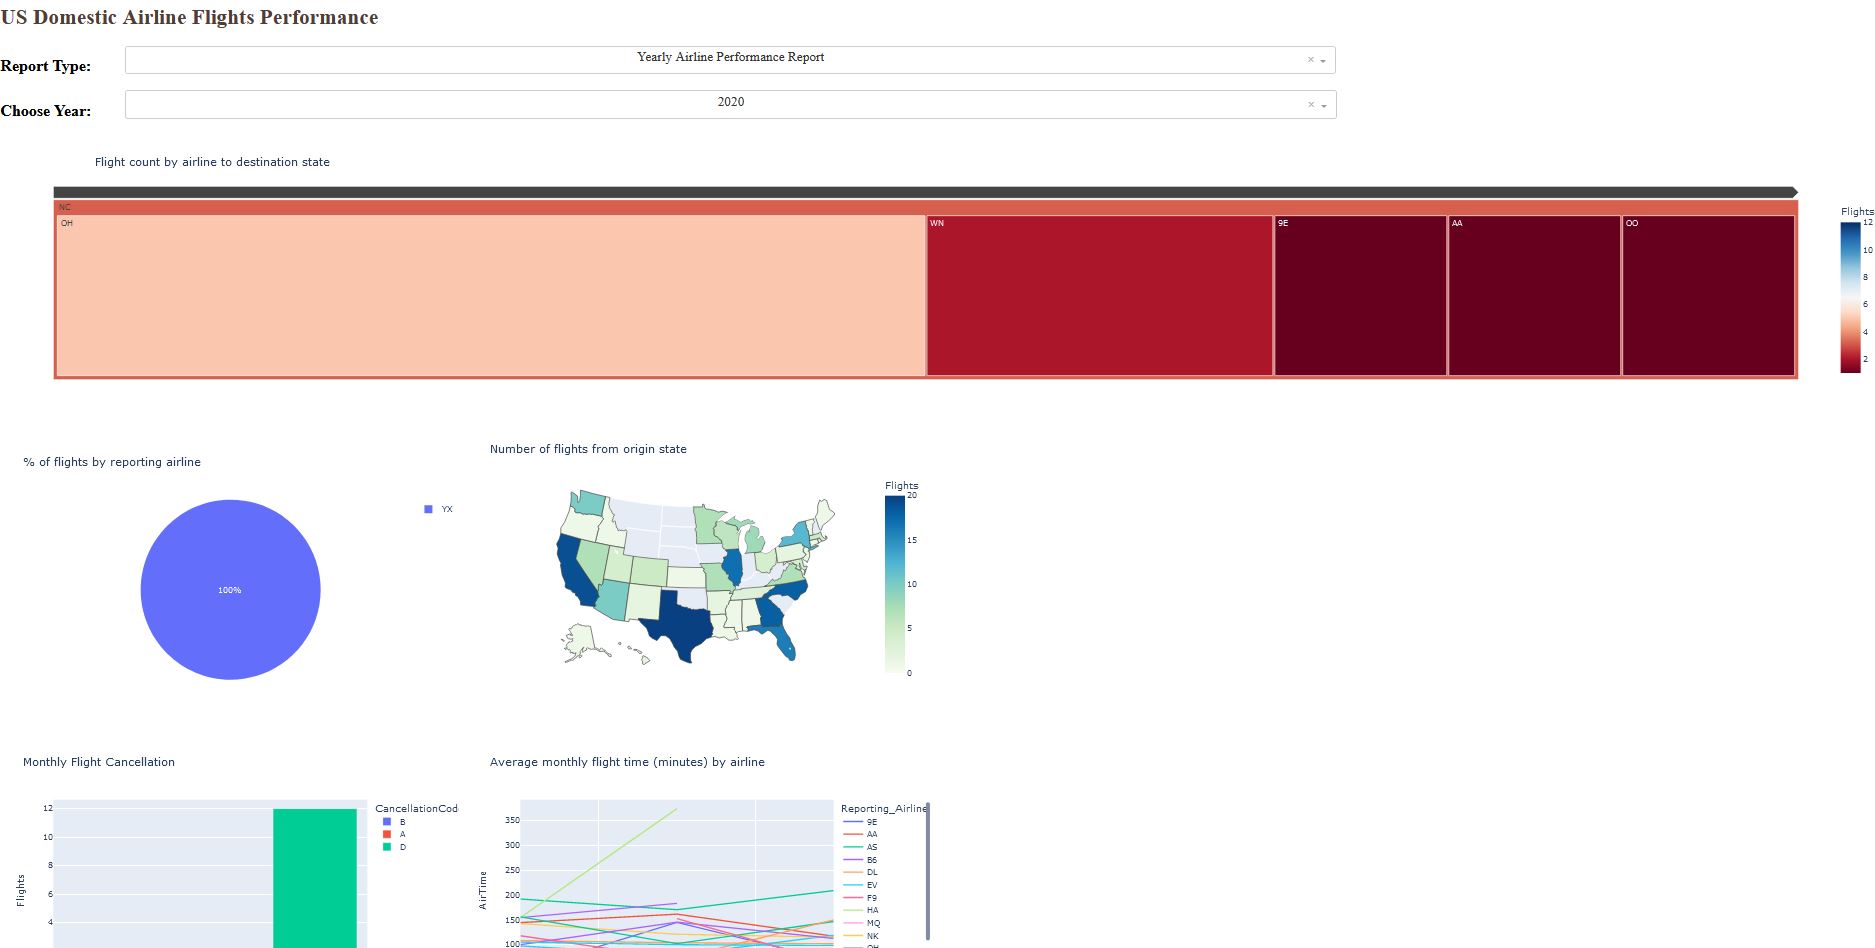 US Domestic Airline Flights Performance
Report Type:
Yearly Airline Performance Report
×
Choose Year:
2020
×
Flight count by airline to destination state
NC
OH
WN
9E
AA
OO
Flights
12
10
8
6
4
2
% of flights by reporting airline
100%
YX
Number of flights from origin state
Flights
20
15
10
5
0
Monthly Flight Cancellation
12
10
8
6
4
Flights
CancellationCod
B
A
D
Average monthly flight time (minutes) by airline
350
300
250
200
150
100
AirTime
Reporting_Airline
9E
AA
AS
B6
DL
EV
F9
HA
MQ
NK
OH